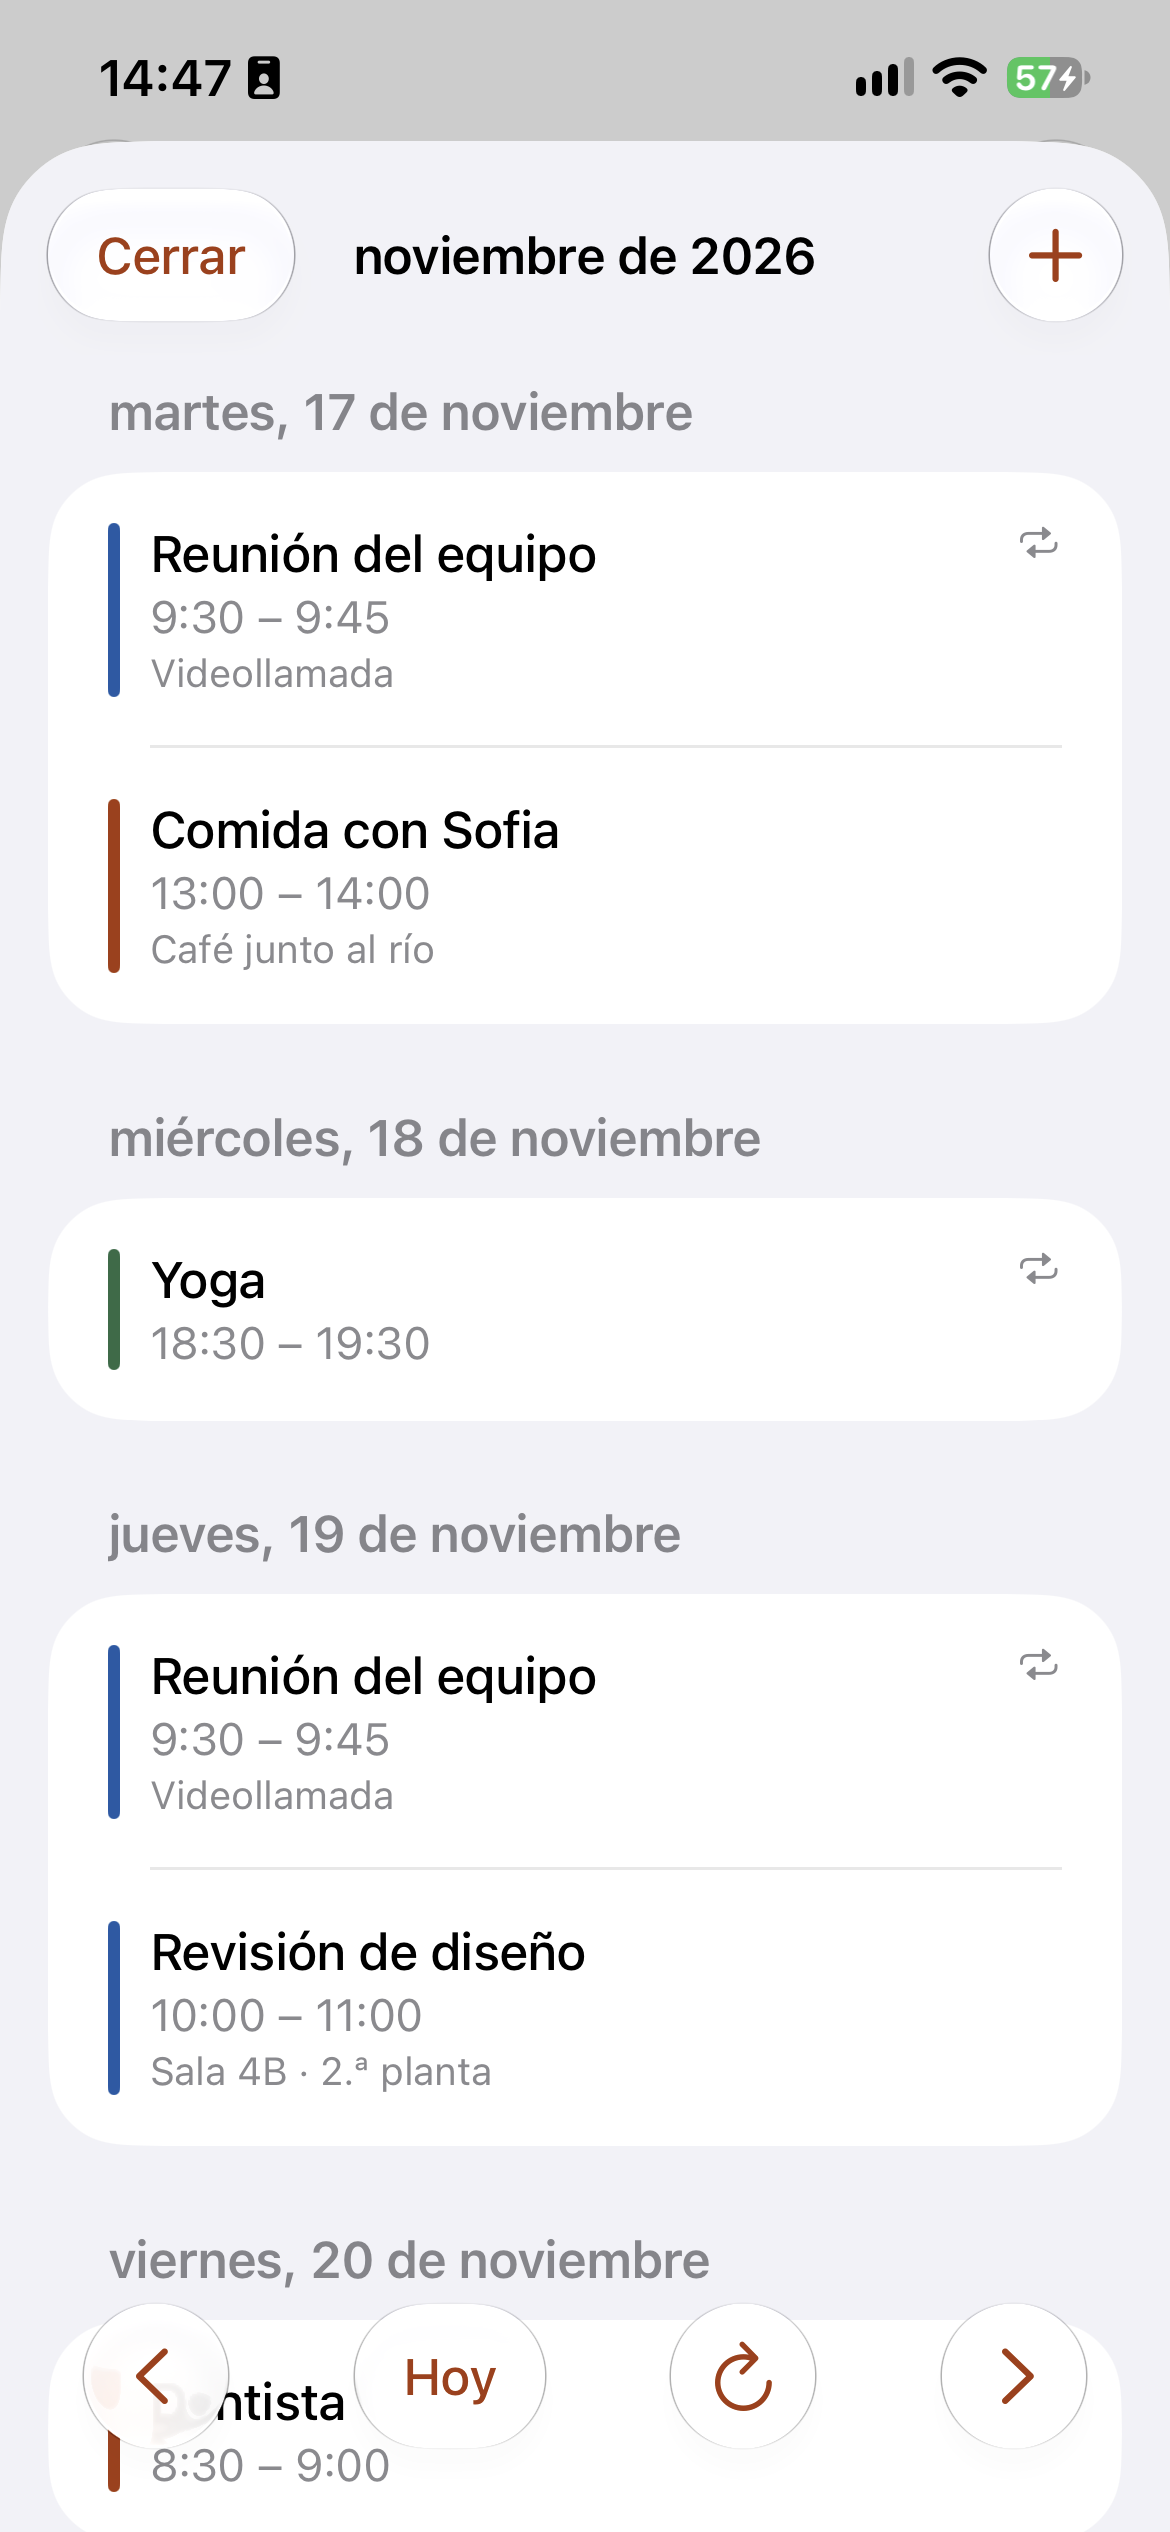 14:47
57
Cerrar
noviembre de 2026
martes, 17 de noviembre
Reunión del equipo
9:30 – 9:45
Videollamada
Comida con Sofia
13:00 – 14:00
Café junto al río
miércoles, 18 de noviembre
Yoga
18:30 – 19:30
jueves, 19 de noviembre
Reunión del equipo
9:30 – 9:45
Videollamada
Revisión de diseño
10:00 – 11:00
Sala 4B · 2.ª planta
viernes, 20 de noviembre
Hoy
Dentista
8:30 – 9:00